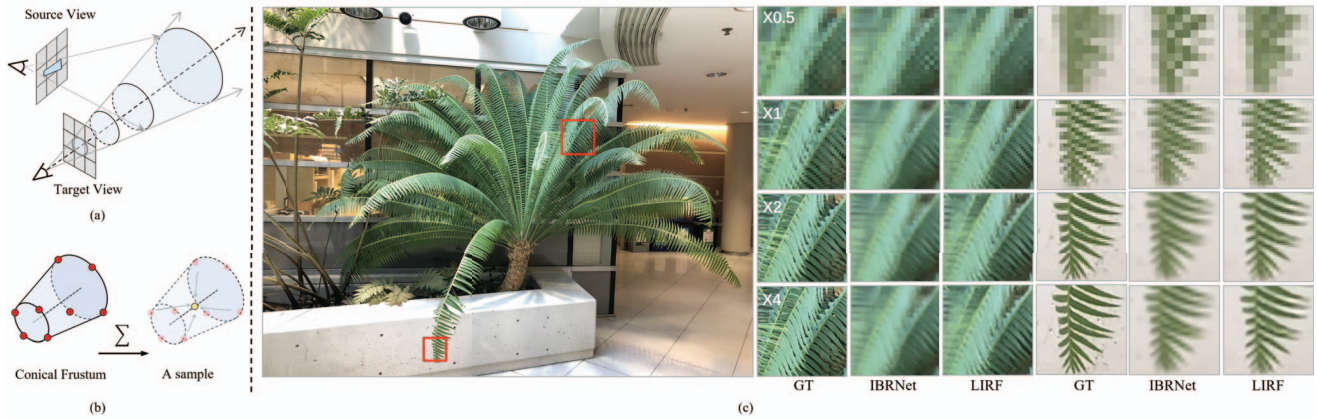 Source View
Target View
(a)
Conical Frustum
∑
A sample
(b)
X0.5
X1
X2
X4
GT
IBRNet
LIRF
GT
IBRNet
LIRF
(c)